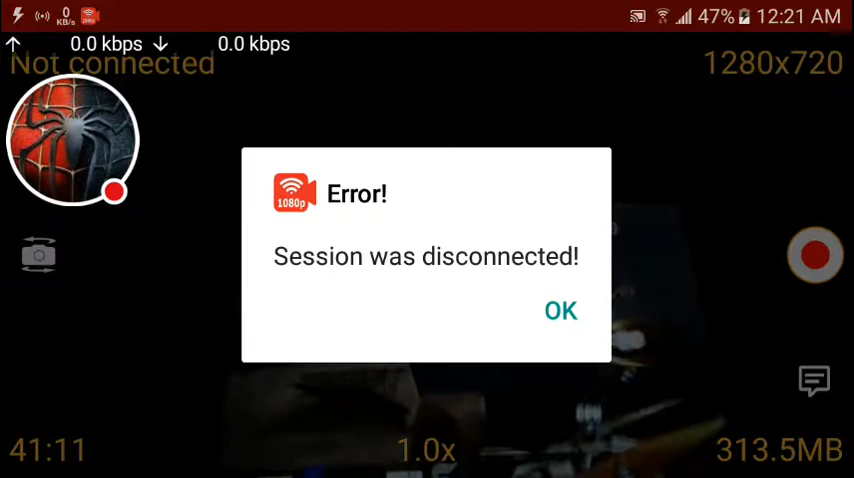 0
KB/s
47% 12:21 AM
0.0 kbps 0.0 kbps
Not connected
1280x720
1080p
Error!
Session was disconnected!
OK
41:11
1.0x
313.5MB